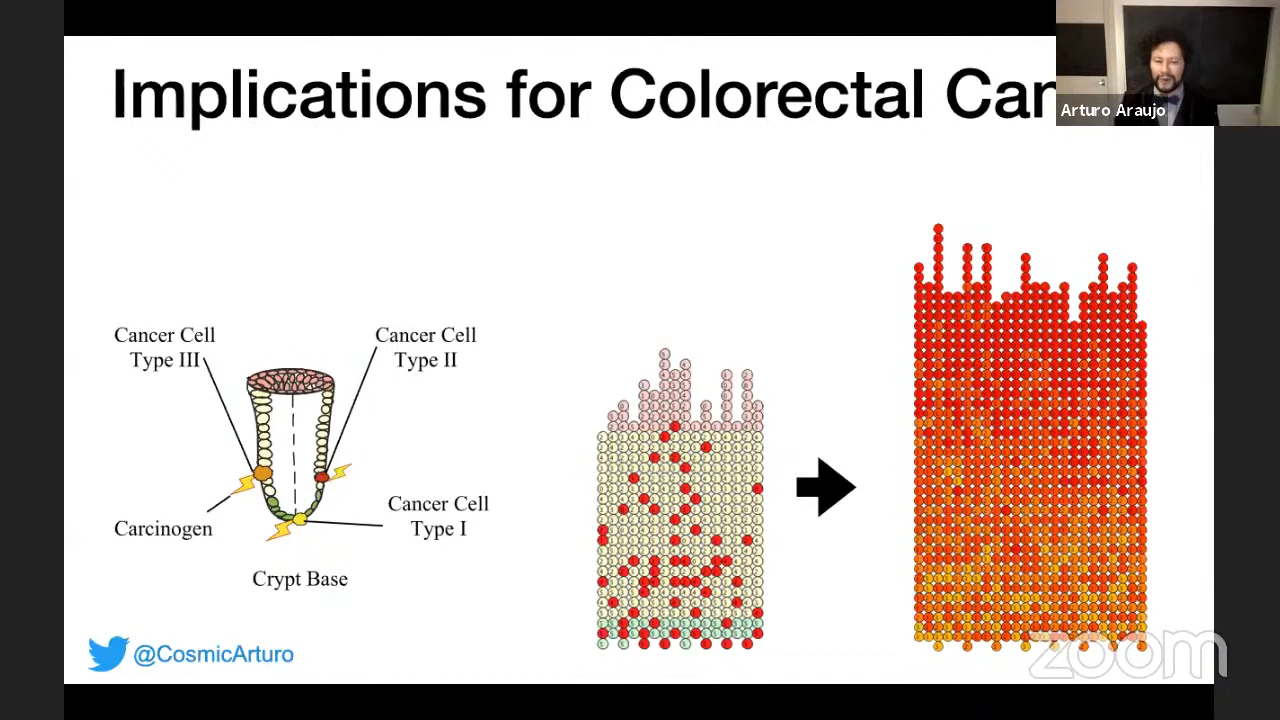 Implications for Colorectal Can
Arturo Araujo
Cancer Cell
Type III
Cancer Cell
Type II
Carcinogen
Cancer Cell
Type I
Crypt Base
@CosmicArturo
zoom